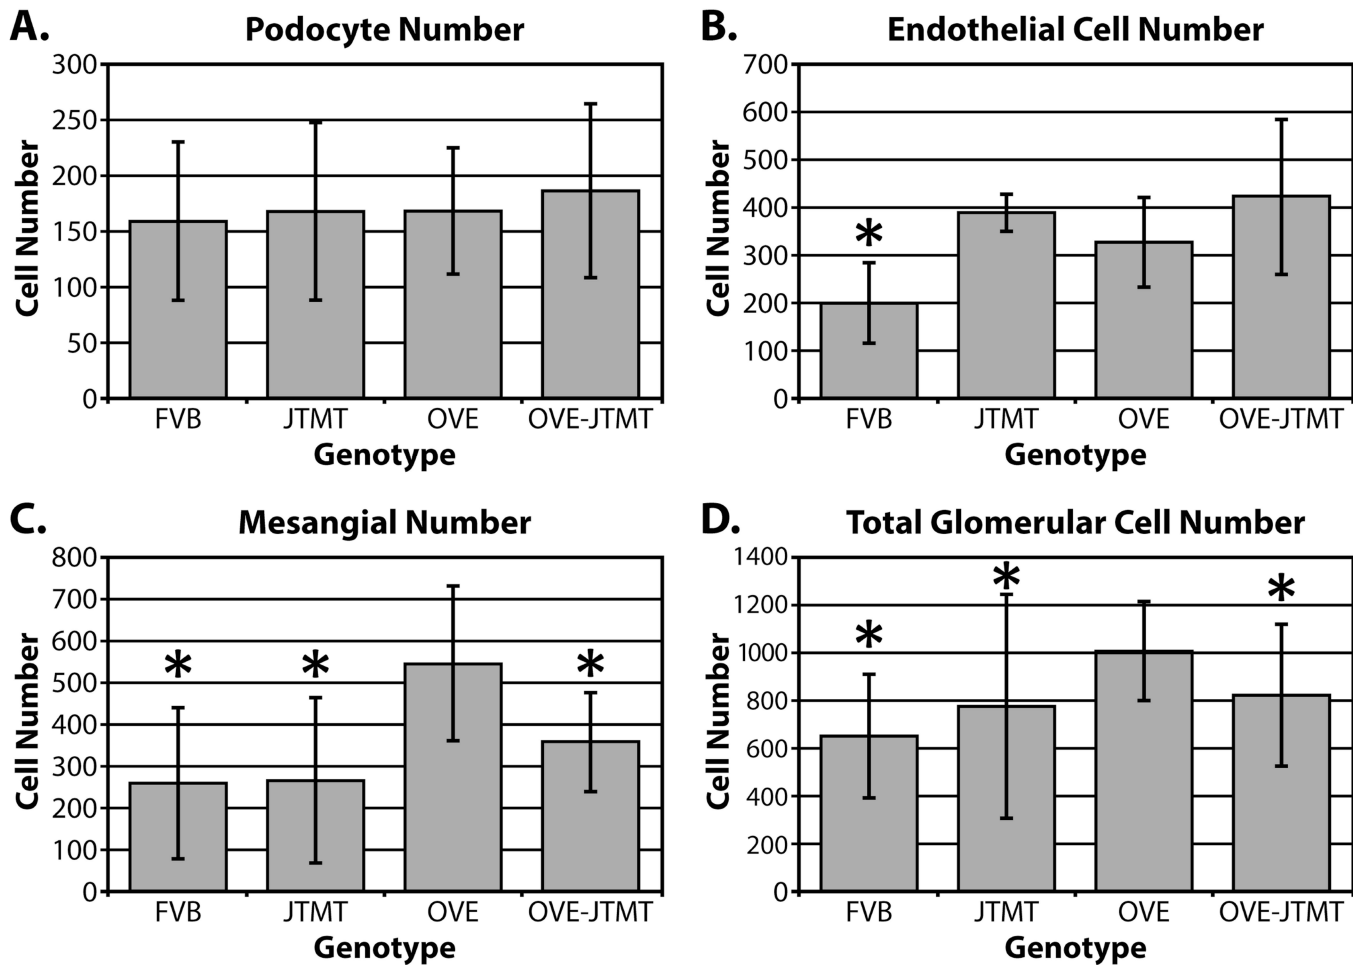 A.
Podocyte Number
300
250
200
150
100
50
0
Cell Number
FVB JTMT OVE OVE-JTMT
Genotype
B.
Endothelial Cell Number
700
600
500
400
300
200
100
0
Cell Number
*
FVB JTMT OVE OVE-JTMT
Genotype
C.
Mesangial Number
800
700
600
500
400
300
200
100
0
Cell Number
* * *
FVB JTMT OVE OVE-JTMT
Genotype
D.
Total Glomerular Cell Number
1400
1200
1000
800
600
400
200
0
Cell Number
* * *
FVB JTMT OVE OVE-JTMT
Genotype